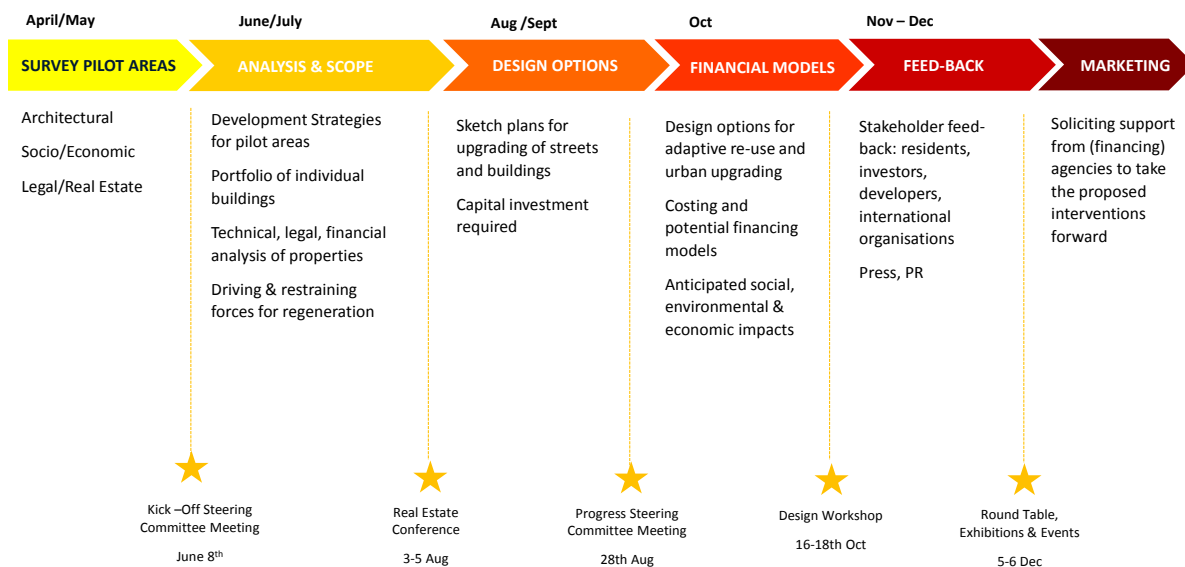 April/May
June/July
Aug /Sept
Oct
Nov – Dec
SURVEY PILOT AREAS
ANALYSIS & SCOPE
DESIGN OPTIONS
FINANCIAL MODELS
FEED-BACK
MARKETING
Architectural
Socio/Economic
Legal/Real Estate
Development Strategies
for pilot areas
Portfolio of individual
buildings
Technical, legal, financial
analysis of properties
Driving & restraining
forces for regeneration
Sketch plans for
upgrading of streets
and buildings
Capital investment
required
Design options for
adaptive re-use and
urban upgrading
Costing and
potential financing
models
Anticipated social,
environmental &
economic impacts
Stakeholder feed-
back: residents,
investors,
developers,
international
organisations
Press, PR
Soliciting support
from (financing)
agencies to take
the proposed
interventions
forward
Kick –Off Steering
Committee Meeting
June 8th
Real Estate
Conference
3-5 Aug
Progress Steering
Committee Meeting
28th Aug
Design Workshop
16-18th Oct
Round Table,
Exhibitions & Events
5-6 Dec